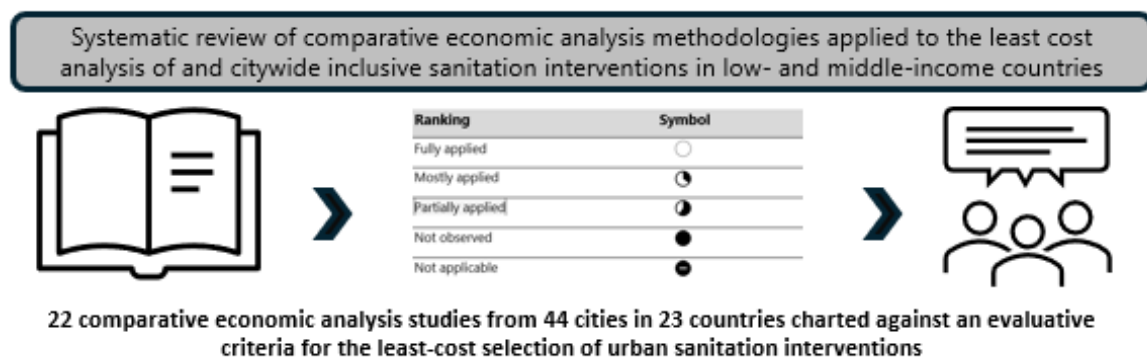 Systematic review of comparative economic analysis methodologies applied to the least cost
analysis of and citywide inclusive sanitation interventions in low- and middle-income countries
Ranking Symbol
Fully applied
Mostly applied
Partially applied
Not observed
Not applicable
22 comparative economic analysis studies from 44 cities in 23 countries charted against an evaluative
criteria for the least-cost selection of urban sanitation interventions